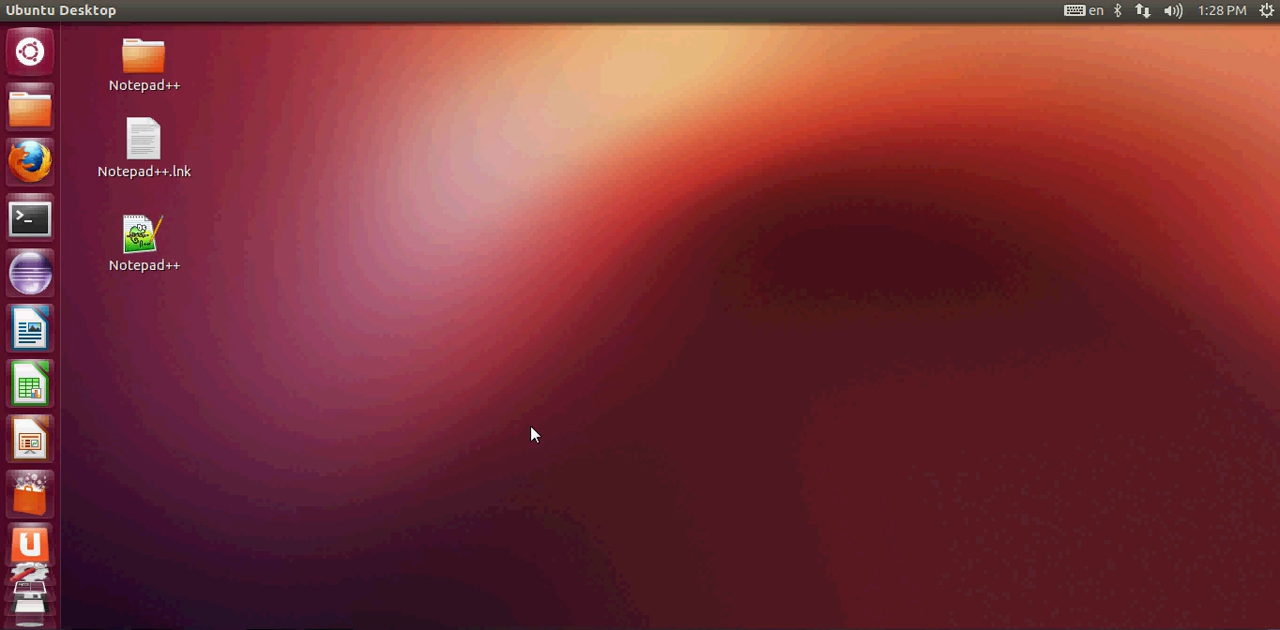 Ubuntu Desktop
en 1:28 PM
Notepad++
Notepad++.lnk
Notepad++